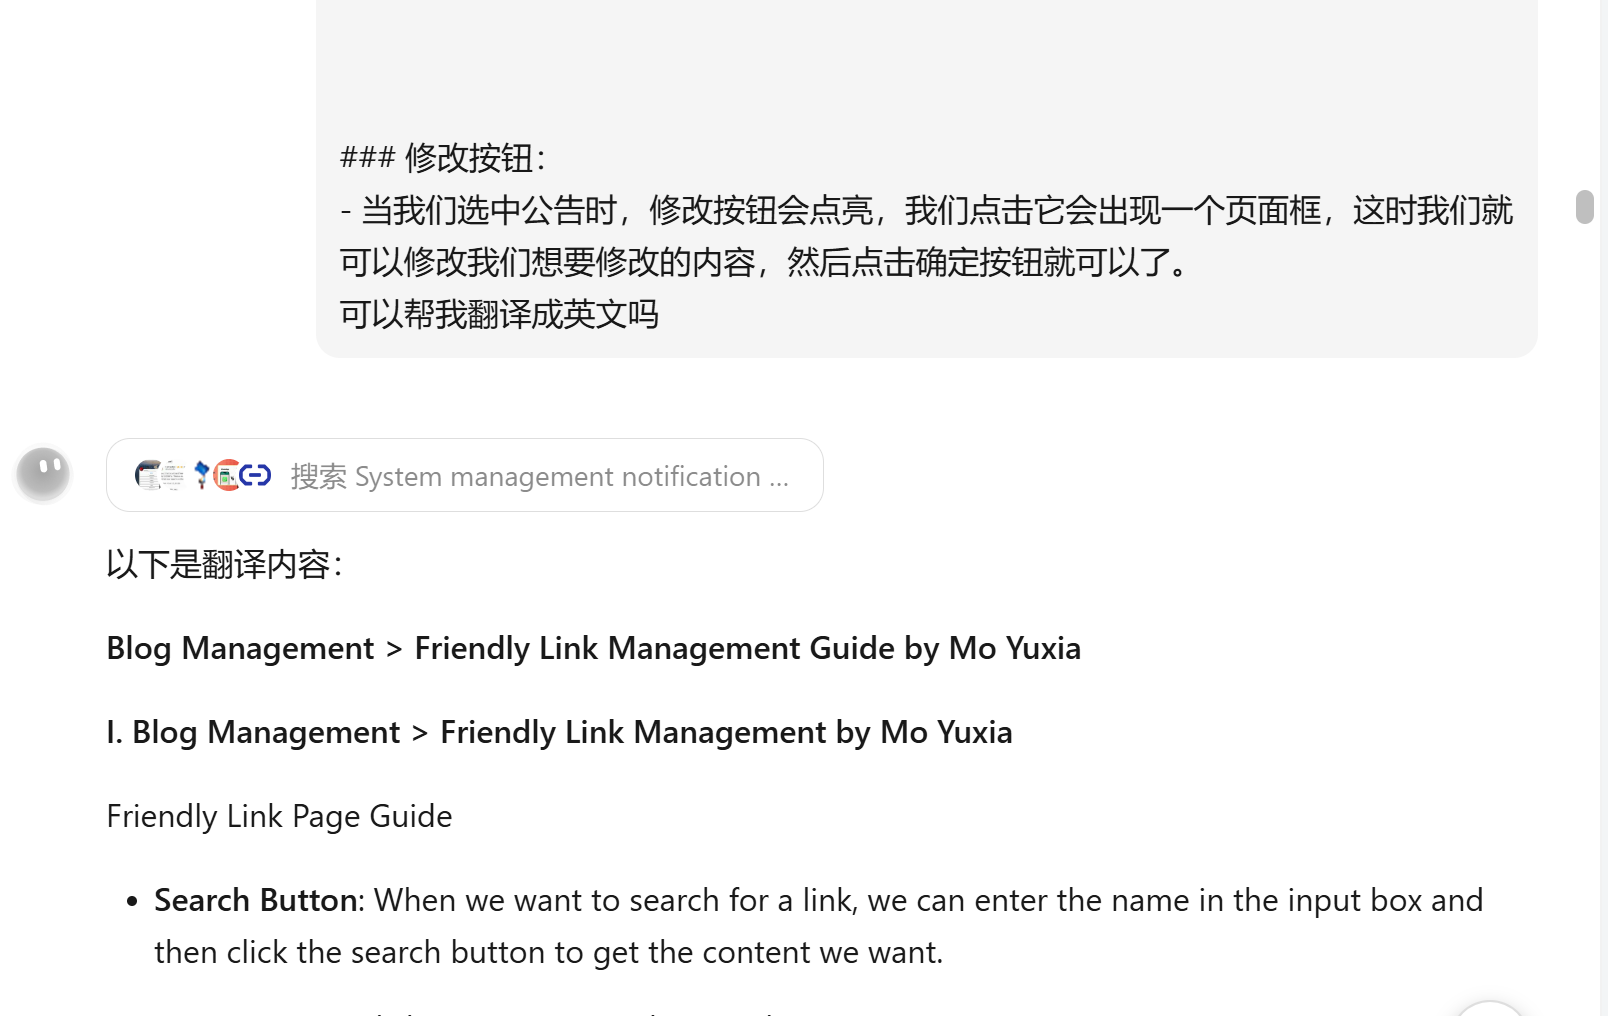 ### 修改按钮：
- 当我们选中公告时，修改按钮会点亮，我们点击它会出现一个页面框，这时我们就
可以修改我们想要修改的内容，然后点击确定按钮就可以了。
可以帮我翻译成英文吗
搜索 System management notification ...
以下是翻译内容：
Blog Management > Friendly Link Management Guide by Mo Yuxia
I. Blog Management > Friendly Link Management by Mo Yuxia
Friendly Link Page Guide
• Search Button: When we want to search for a link, we can enter the name in the input box and
then click the search button to get the content we want.